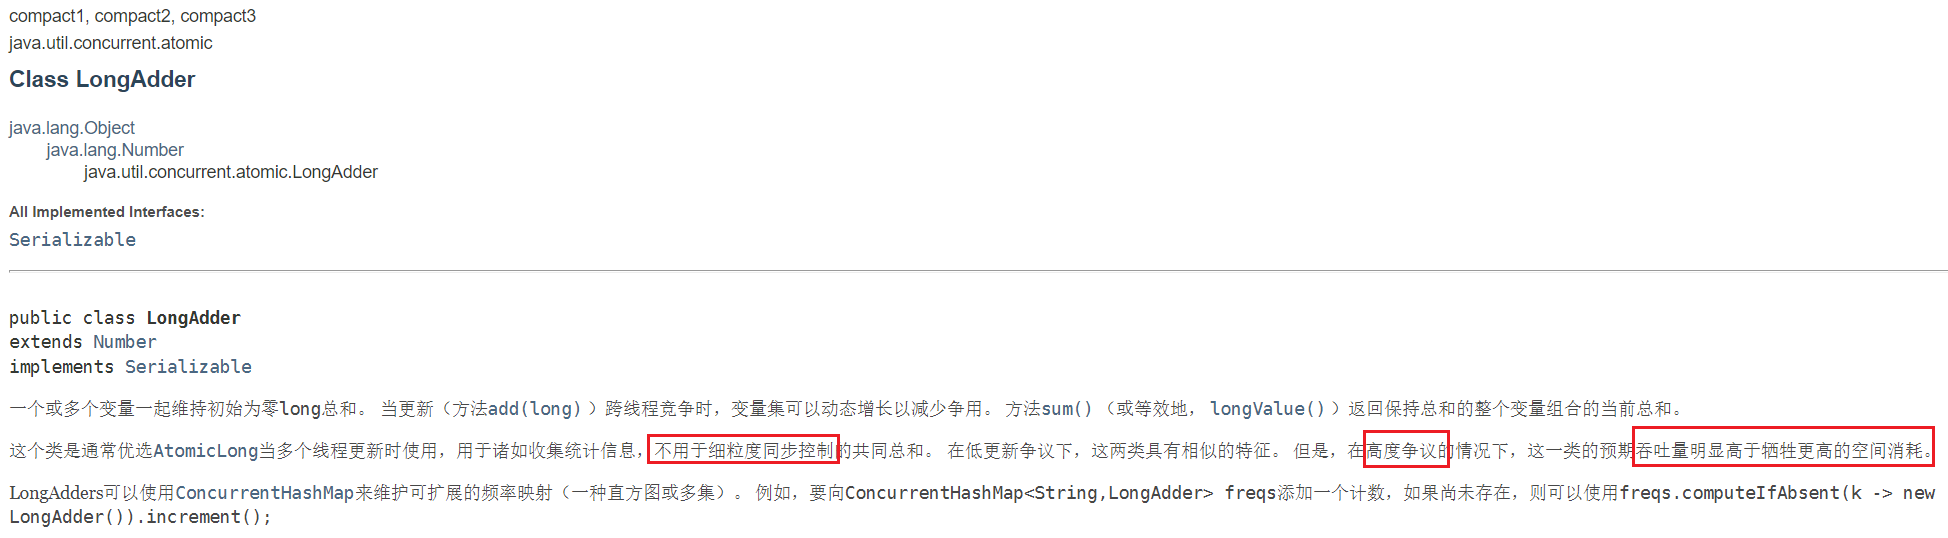 compact1, compact2, compact3
java.util.concurrent.atomic
Class LongAdder
java.lang.Object
java.lang.Number
java.util.concurrent.atomic.LongAdder
All Implemented Interfaces:
Serializable
public class LongAdder
extends Number
implements Serializable
一个或多个变量一起维持初始为零long总和。 当更新（方法add(long) ）跨线程竞争时，变量集可以动态增长以减少争用。 方法sum() （或等效地， longValue() ）返回保持总和的整个变量组合的当前总和。
这个类是通常优选AtomicLong当多个线程更新时使用，用于诸如收集统计信息，不用于细粒度同步控制的共同总和。 在低更新争议下，这两类具有相似的特征。 但是，在高度争议的情况下，这一类的预期吞吐量明显高于牺牲更高的空间消耗。
LongAdders可以使用ConcurrentHashMap来维护可扩展的频率映射（一种直方图或多集）。 例如，要向ConcurrentHashMap<String,LongAdder> freqs添加一个计数，如果尚未存在，则可以使用freqs.computeIfAbsent(k -> new
LongAdder()).increment();